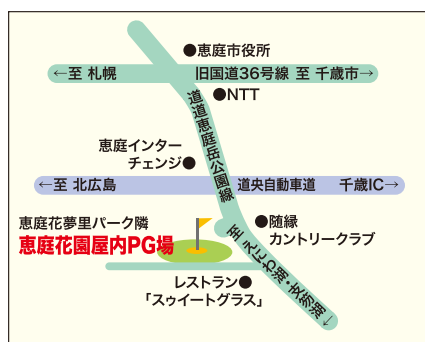 ●恵庭市役所
←至 札幌　旧国道36号線 至 千歳市→
●NTT
道道恵庭岳公園線
恵庭インター
チェンジ●
←至 北広島　道央自動車道　千歳IC→
恵庭花夢里パーク隣
恵庭花園屋内PG場
●随縁
カントリークラブ
至 えにわ湖・支笏湖→
レストラン●
「スゥイートグラス」